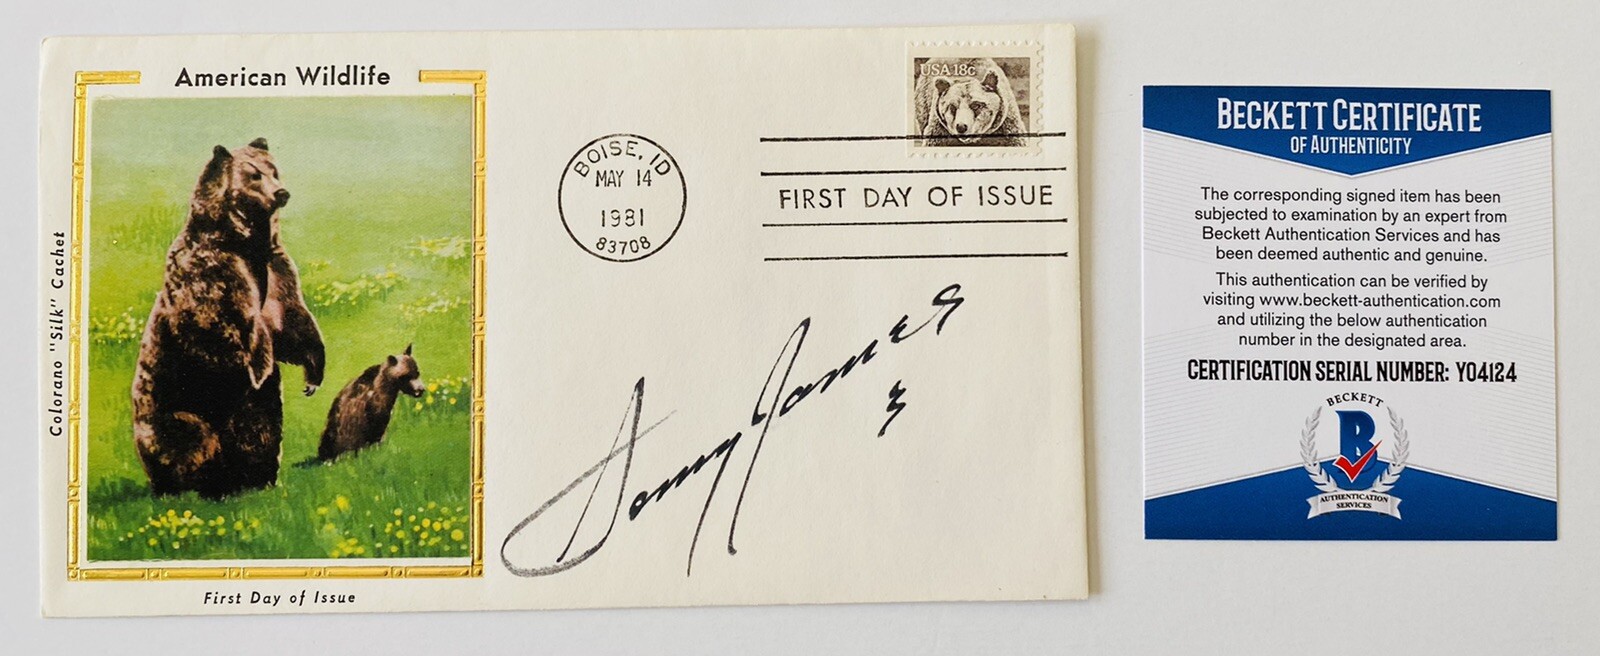 American Wildlife
Colorano "Silk" Cachet
First Day of Issue
USA 18c
BOISE, ID
MAY 14
1981
83708
FIRST DAY OF ISSUE
Sonny James
BECKETT CERTIFICATE
OF AUTHENTICITY
The corresponding signed item has been
subjected to examination by an expert from
Beckett Authentication Services and has
been deemed authentic and genuine.
This authentication can be verified by
visiting www.beckett-authentication.com
and utilizing the below authentication
number in the designated area.
CERTIFICATION SERIAL NUMBER: Y04124
BECKETT
B
AUTHENTICATION
SERVICES